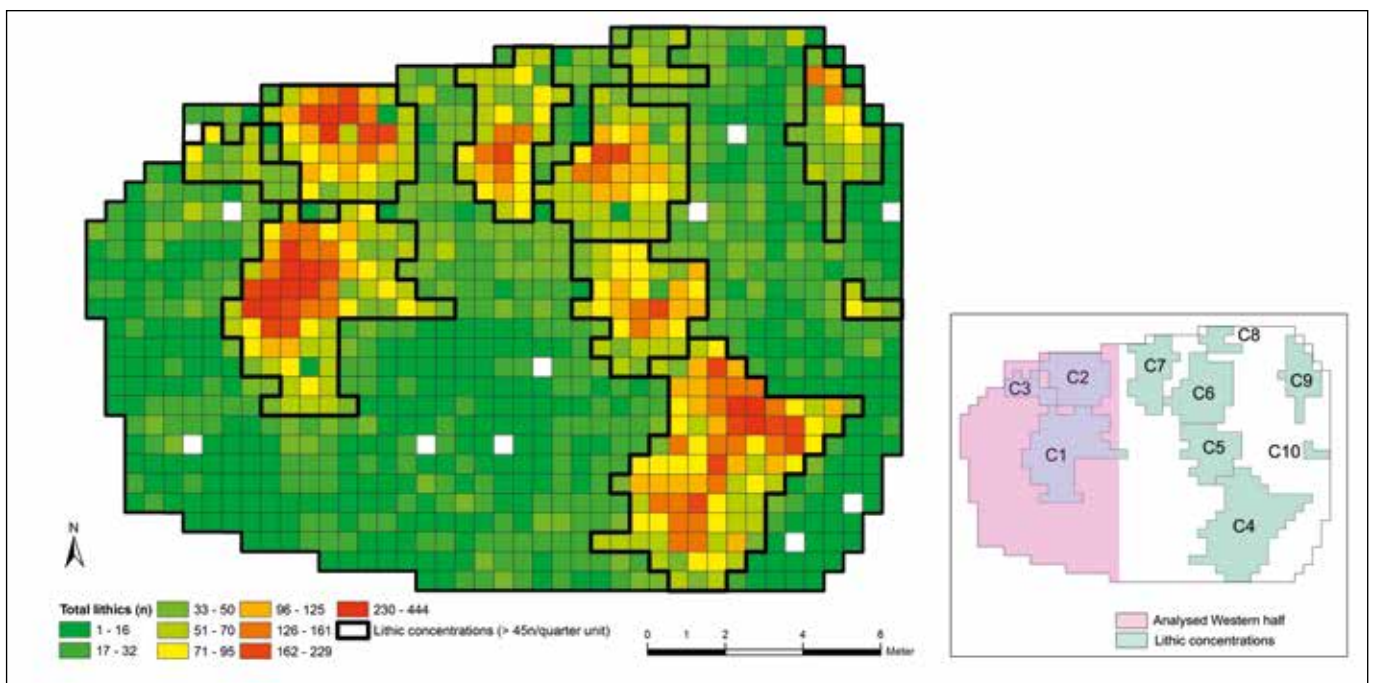 C8
C7
C2
C3
C6
C9
C5
C10
C1
C4
N
Total lithics (n)
1 - 16
17 - 32
33 - 50
51 - 70
71 - 95
96 - 125
126 - 161
162 - 229
230 - 444
Lithic concentrations (> 45n/quarter unit)
0 1 2 4 6
Meter
Analysed Western half
Lithic concentrations